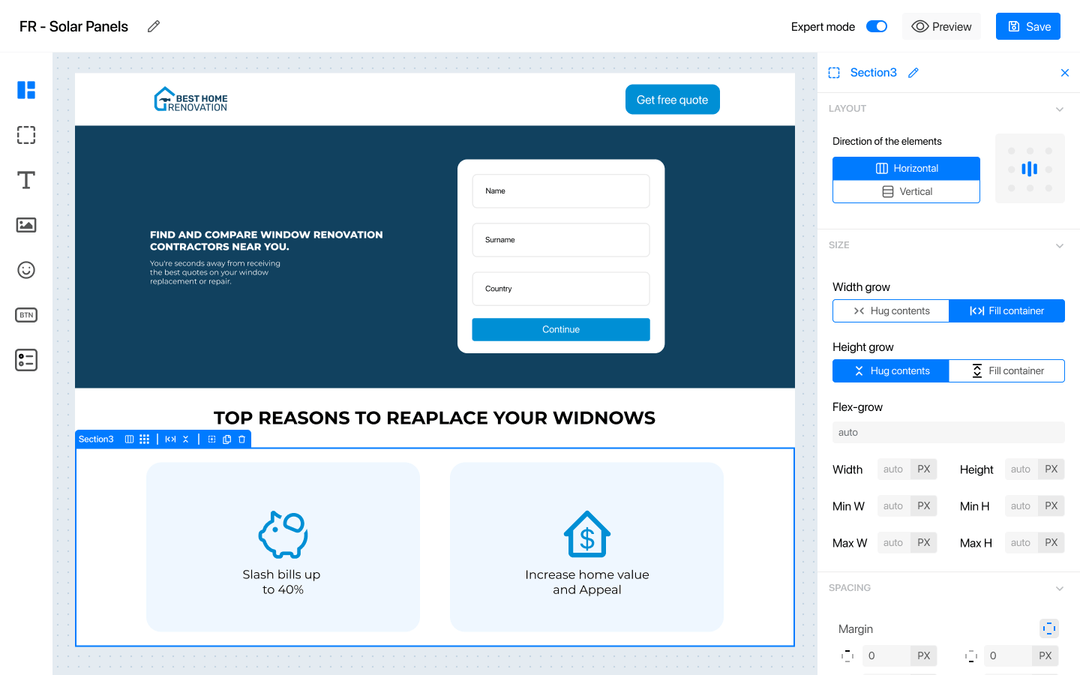 FR - Solar Panels
Expert mode
Preview
Save
BEST HOME
RENOVATION
Get free quote
FIND AND COMPARE WINDOW RENOVATION
CONTRACTORS NEAR YOU.
You're seconds away from receiving
the best quotes on your window
replacement or repair.
Name
Surname
Country
Continue
TOP REASONS TO REAPLACE YOUR WIDNOWS
Section3
Slash bills up
to 40%
$
Increase home value
and Appeal
BTN
Section3
LAYOUT
Direction of the elements
Horizontal
Vertical
SIZE
Width grow
Hug contents
Fill container
Height grow
Hug contents
Fill container
Flex-grow
auto
Width auto PX Height auto PX
Min W auto PX Min H auto PX
Max W auto PX Max H auto PX
SPACING
Margin
0 PX 0 PX